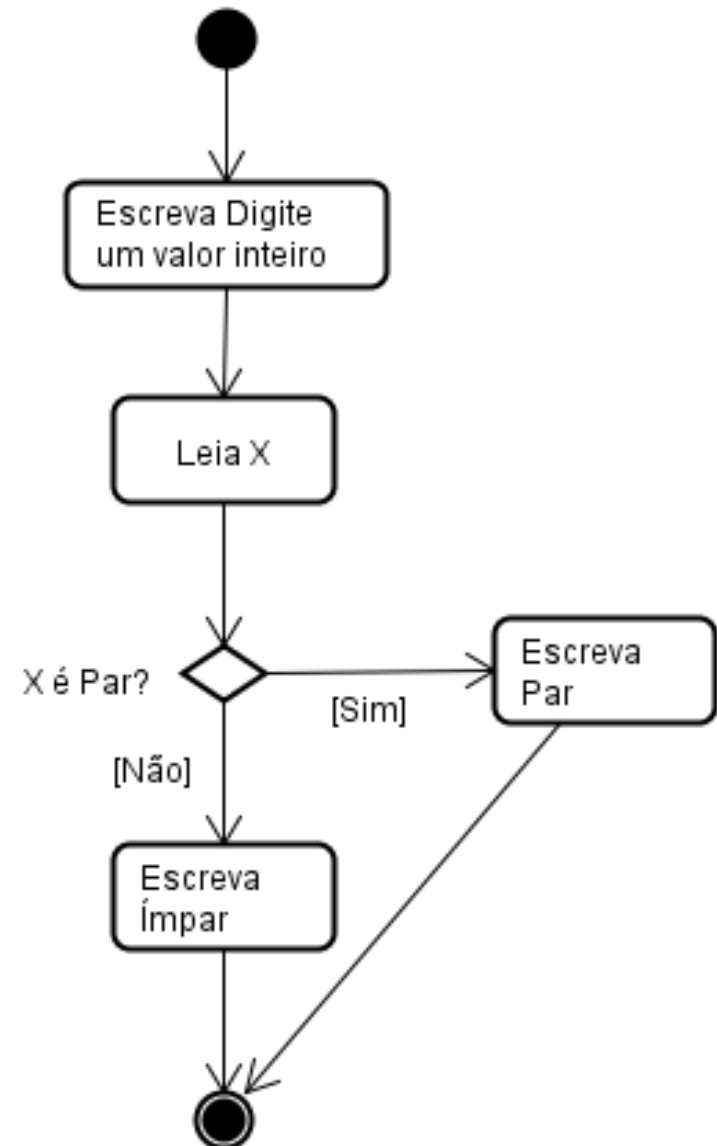 Escreva Digite
um valor inteiro
Leia X
X é Par?
[Sim]
Escreva
Par
[Não]
Escreva
Ímpar